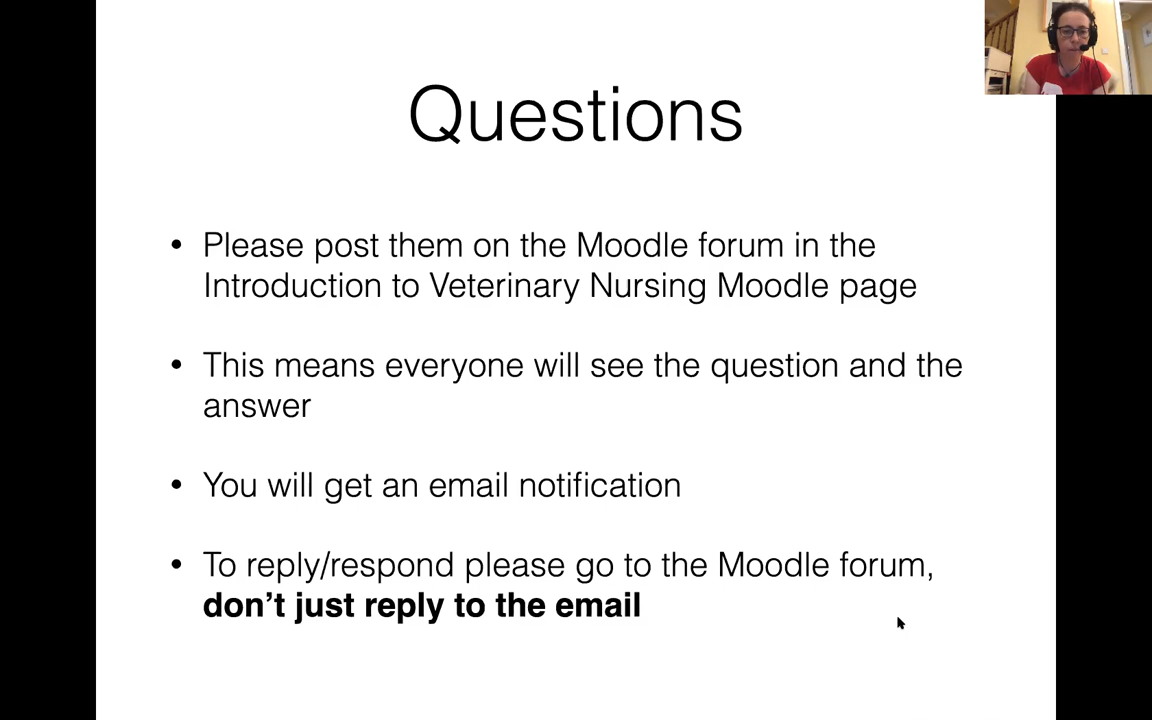 Questions
• Please post them on the Moodle forum in the
Introduction to Veterinary Nursing Moodle page
• This means everyone will see the question and the
answer
• You will get an email notification
• To reply/respond please go to the Moodle forum,
don’t just reply to the email